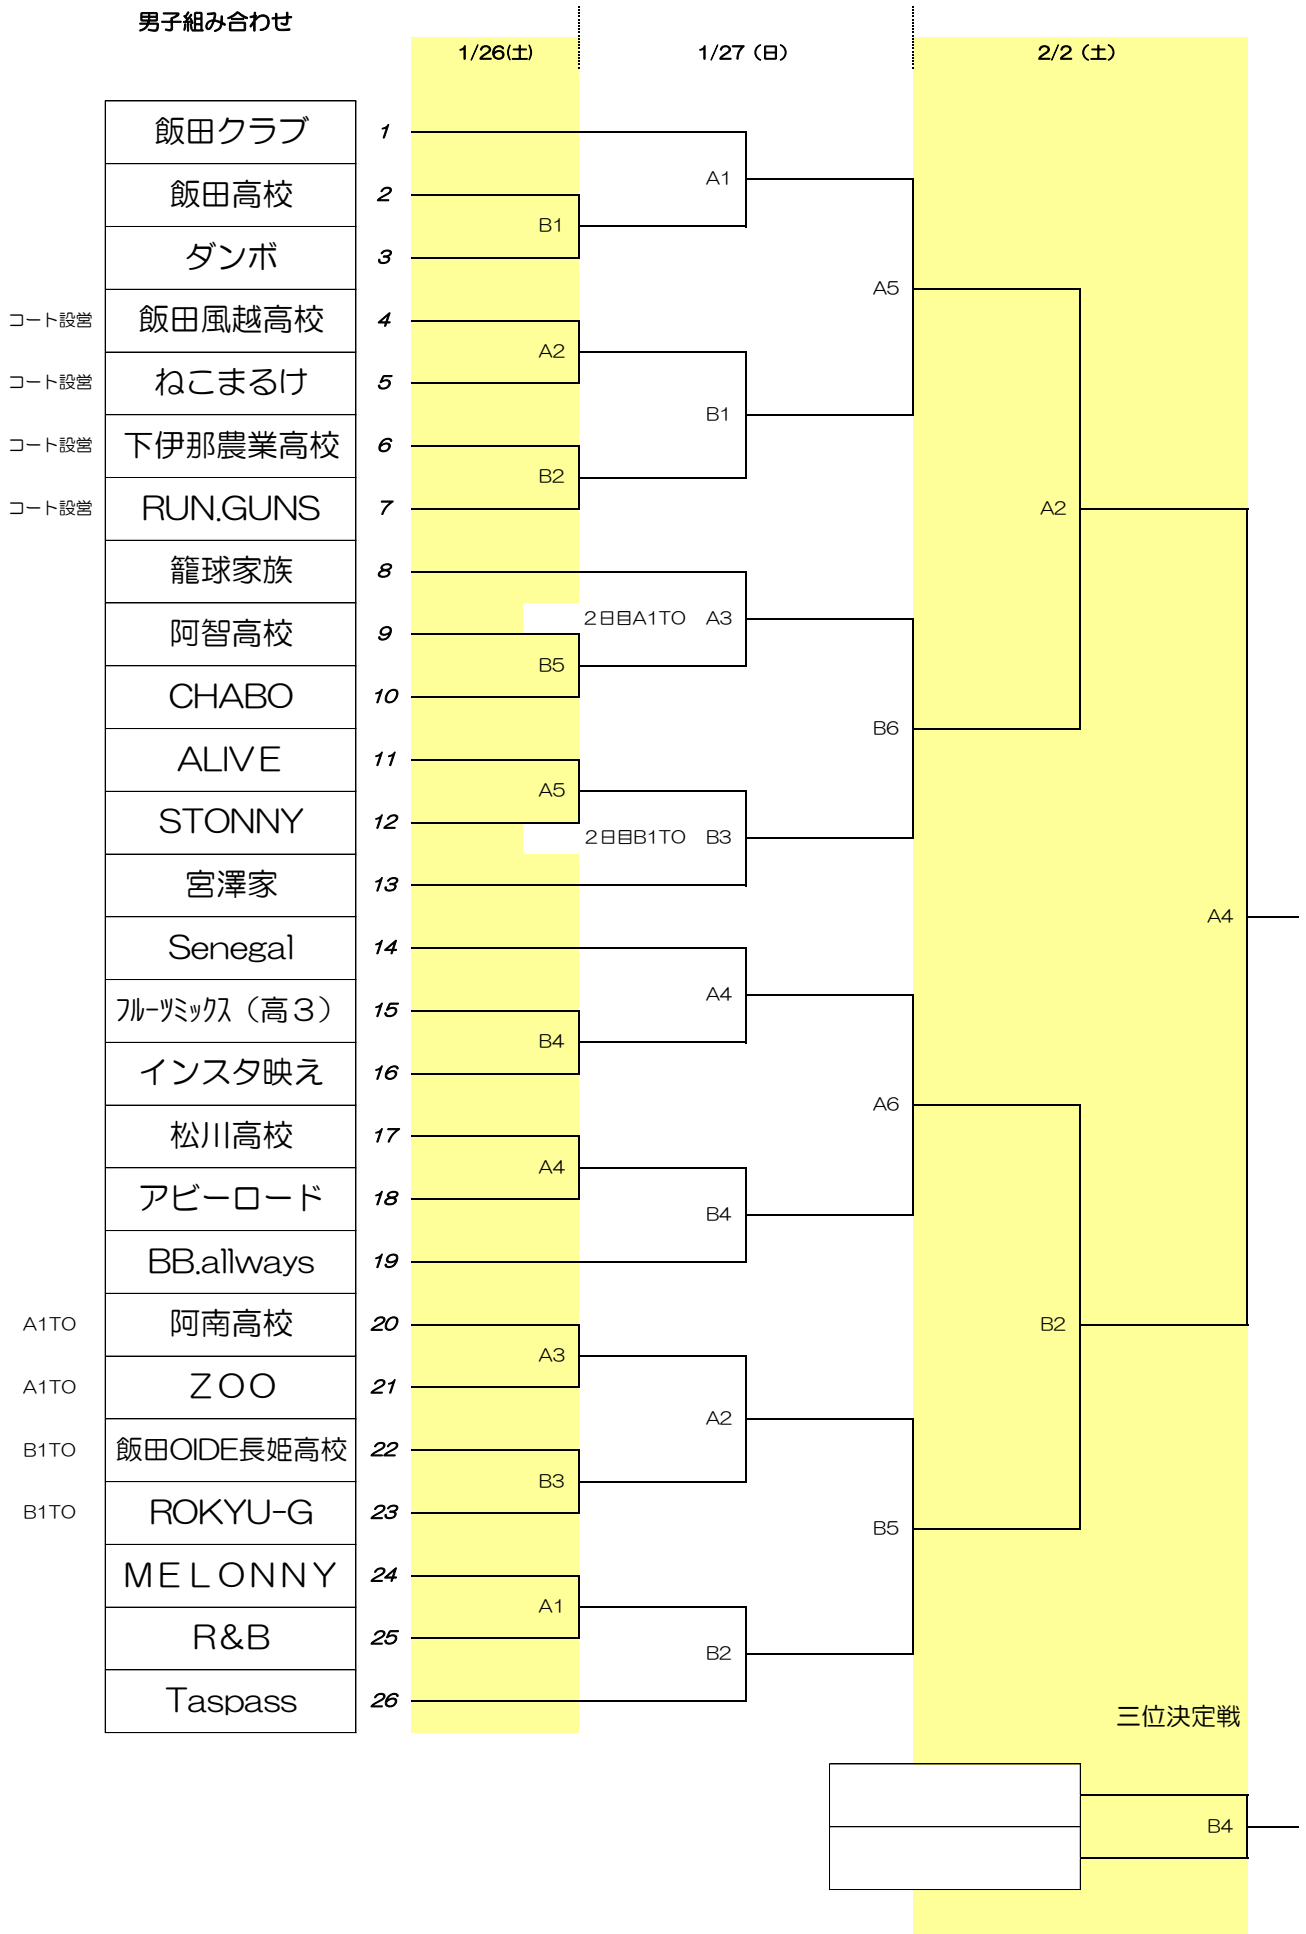 男子組み合わせ
1/26(土)
1/27（日）
2/2（土）
飯田クラブ 1
A1
飯田高校 2
B1
ダンボ 3
A5
コート設営 飯田風越高校 4
A2
コート設営 ねこまるけ 5
B1
コート設営 下伊那農業高校 6
B2
コート設営 RUN.GUNS 7
A2
籠球家族 8
２日目A1TO A3
阿智高校 9
B5
CHABO 10
B6
ALIVE 11
A5
STONNY 12
２日目B1TO B3
宮澤家 13
A4
Senegal 14
A4
ﾌﾙｰﾂﾐｯｸｽ（高３） 15
B4
インスタ映え 16
A6
松川高校 17
A4
アビーロード 18
B4
BB.allways 19
A1TO 阿南高校 20
B2
A3
A1TO ＺＯＯ 21
A2
B1TO 飯田OIDE長姫高校 22
B3
B1TO ROKYU-G 23
B5
ＭＥＬＯＮＮＹ 24
A1
R&B 25
B2
Taspass 26
三位決定戦
B4